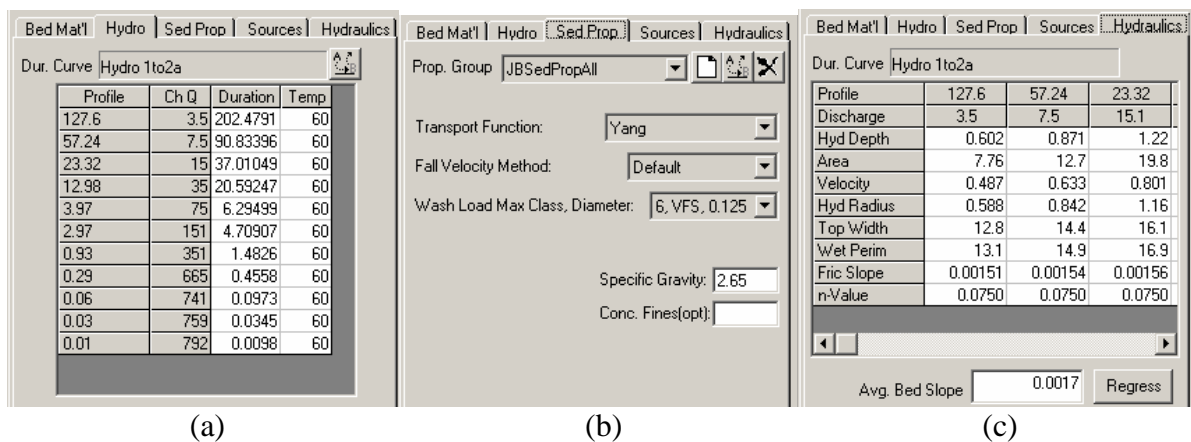 Bed Mat'l Hydro Sed Prop Sources Hydraulics
Dur. Curve Hydro 1to2a
Profile Ch Q Duration Temp
127.6 3.5 202.4791 60
57.24 7.5 90.83396 60
23.32 15 37.01049 60
12.98 35 20.59247 60
3.97 75 6.29499 60
2.97 151 4.70907 60
0.93 351 1.4826 60
0.29 665 0.4558 60
0.06 741 0.0973 60
0.03 759 0.0345 60
0.01 792 0.0098 60
(a)
Bed Mat'l Hydro Sed Prop Sources Hydraulics
Prop. Group JBSedPropAll
Transport Function: Yang
Fall Velocity Method: Default
Wash Load Max Class, Diameter: 6, VFS, 0.125
Specific Gravity: 2.65
Conc. Fines(opt):
(b)
Bed Mat'l Hydro Sed Prop Sources Hydraulics
Dur. Curve Hydro 1to2a
Profile 127.6 57.24 23.32
Discharge 3.5 7.5 15.1
Hyd Depth 0.602 0.871 1.22
Area 7.76 12.7 19.8
Velocity 0.487 0.633 0.801
Hyd Radius 0.588 0.842 1.16
Top Width 12.8 14.4 16.1
Wet Perim 13.1 14.9 16.9
Fric Slope 0.00151 0.00154 0.00156
n-Value 0.0750 0.0750 0.0750
Avg. Bed Slope 0.0017 Regress
(c)